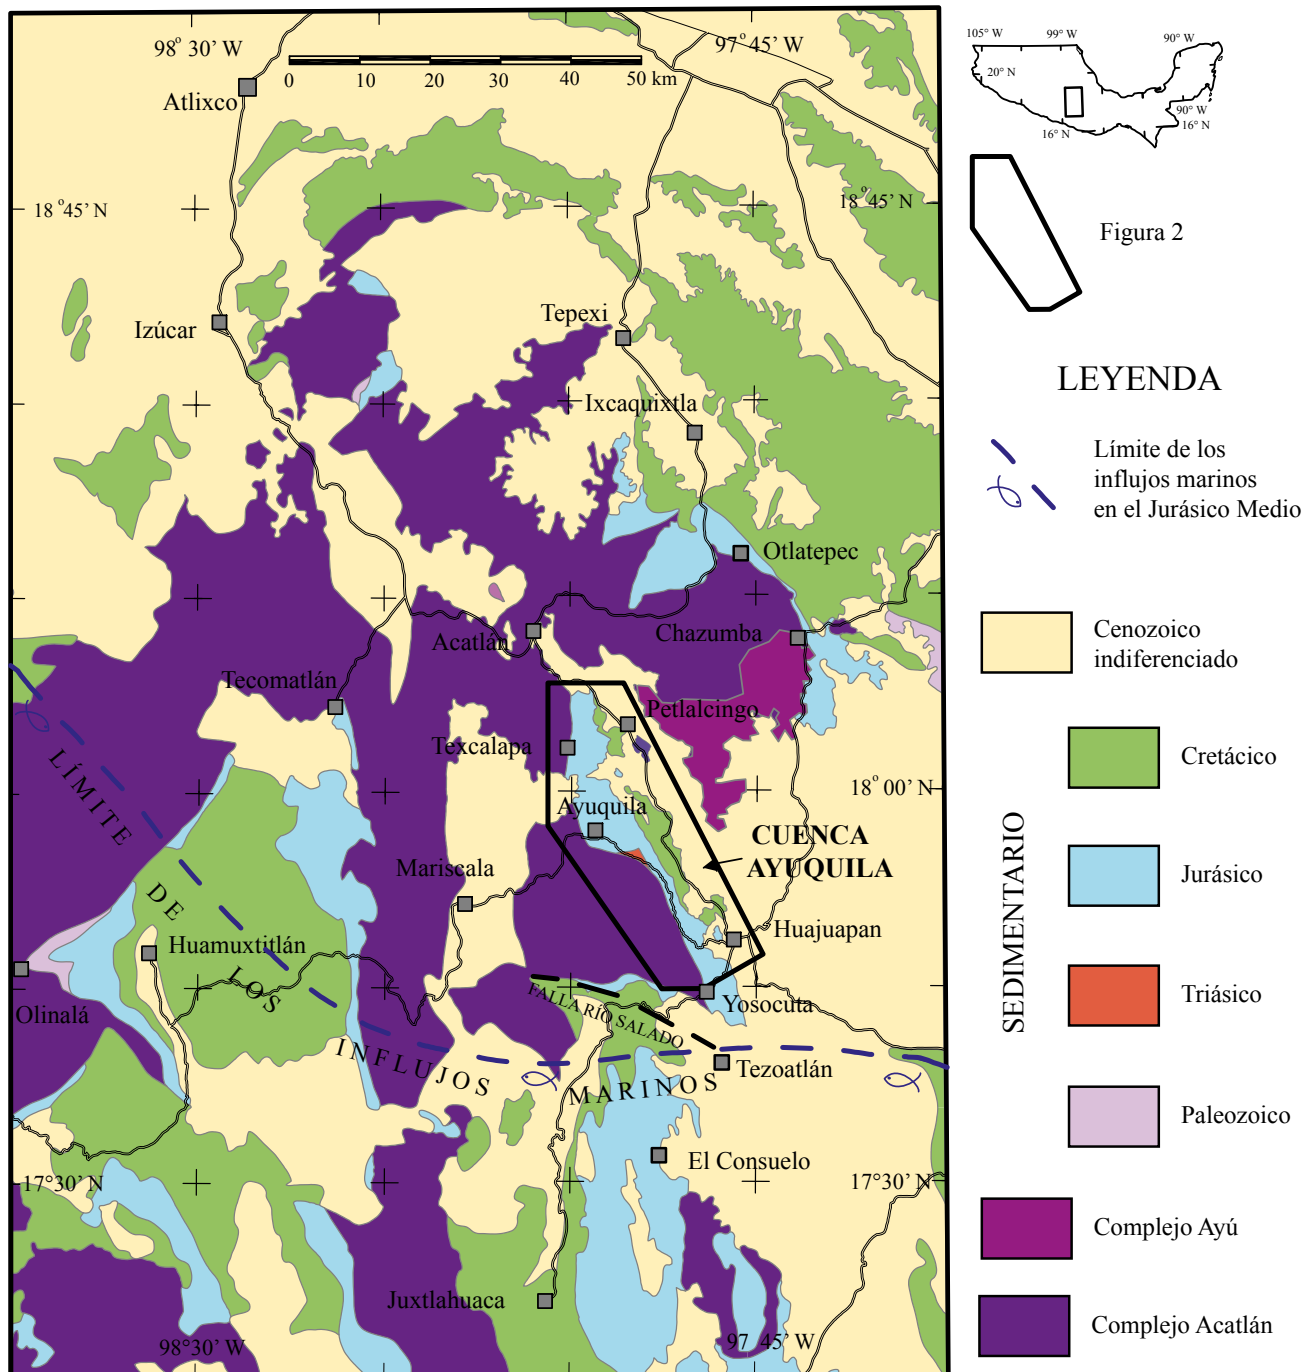 98° 30' W
97° 45' W
0 10 20 30 40 50 km
Atlixco
18° 45' N
18° 45' N
Izúcar
Tepexi
Ixcaquixtla
Otlatepec
Acatlán
Chazumba
Tecomatlán
Petlalcingo
Texcalapa
18° 00' N
Ayuquila
CUENCA
AYUQUILA
Mariscala
Huajuapan
Huamuxtitlán
Olinalá
Yosocuta
FALLA RÍO SALADO
Tezoatlán
LÍMITE DE LOS INFLUJOS MARINOS
El Consuelo
17°30' N
17°30' N
Juxtlahuaca
98°30' W
97° 45' W
105° W
99° W
90° W
20° N
90° W
16° N
16° N
Figura 2
LEYENDA
Límite de los
influjos marinos
en el Jurásico Medio
Cenozoico
indiferenciado
SEDIMENTARIO
Cretácico
Jurásico
Triásico
Paleozoico
Complejo Ayú
Complejo Acatlán